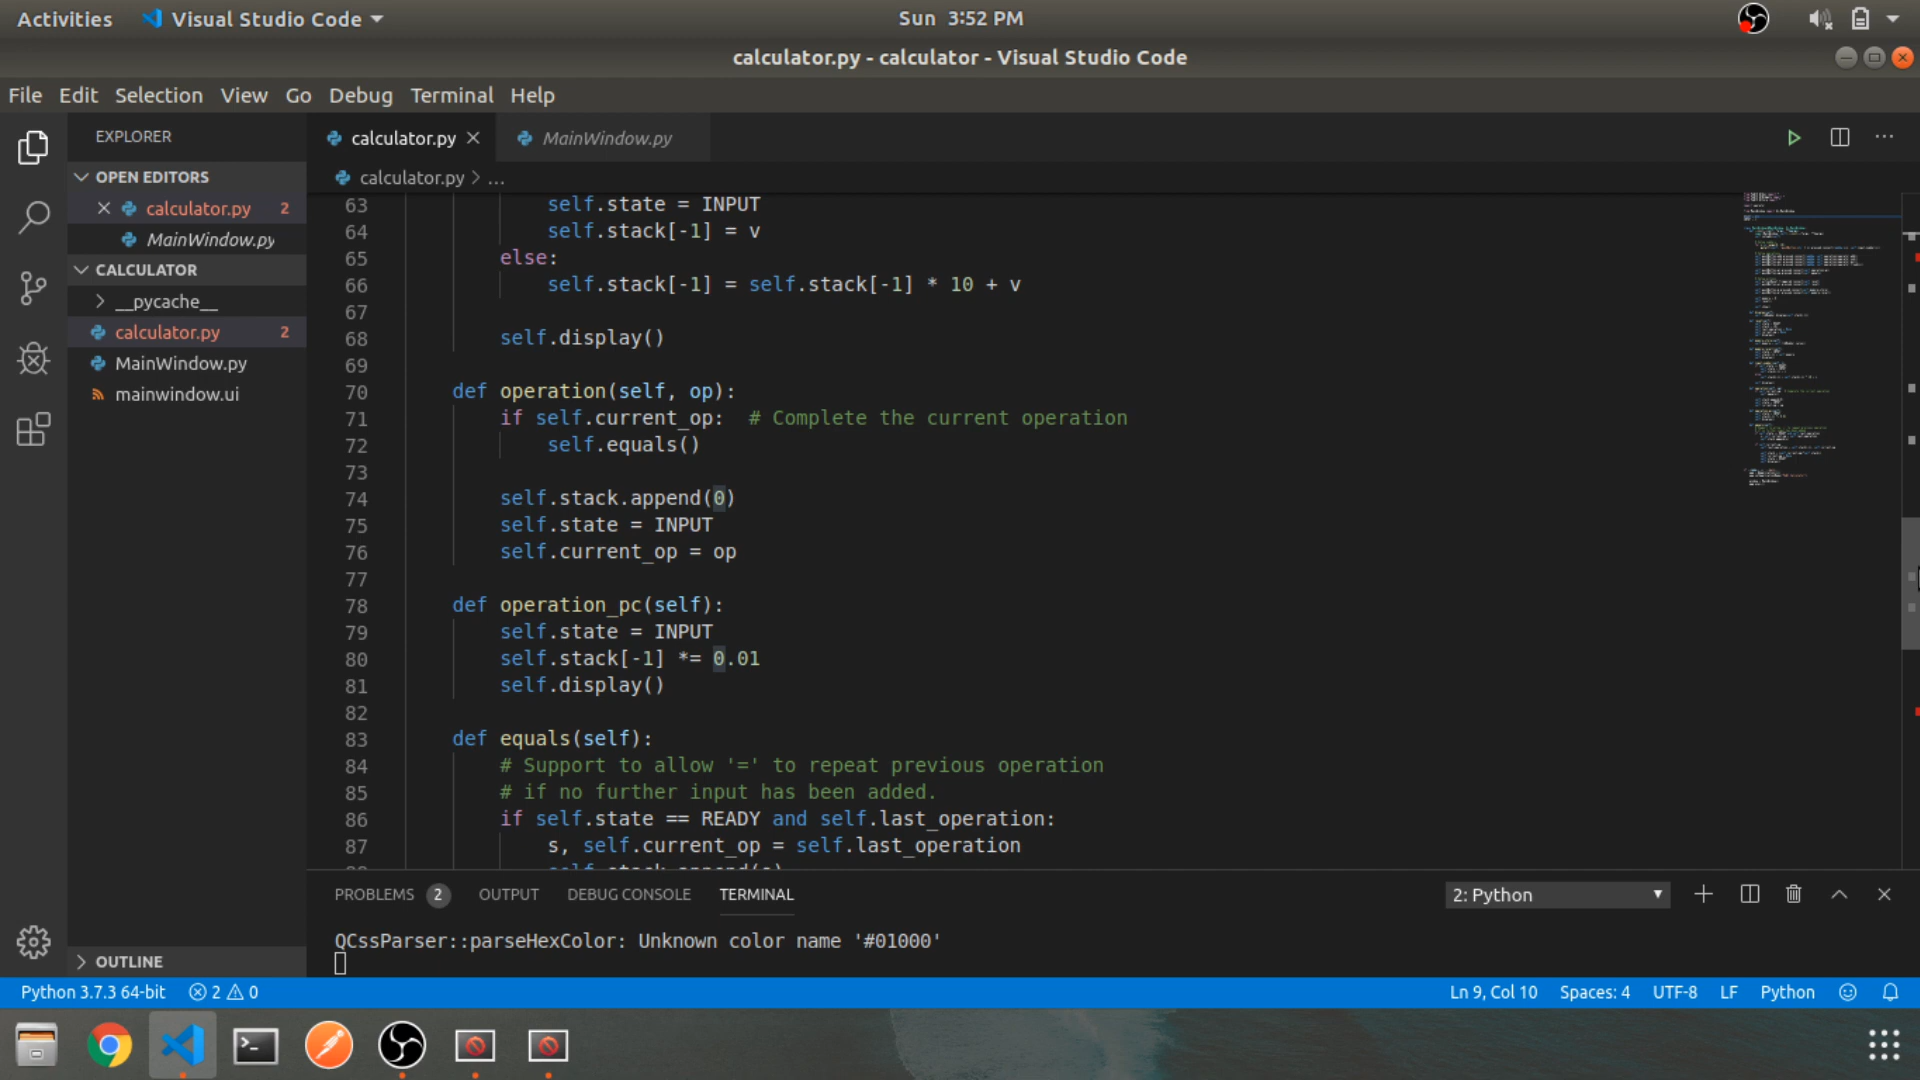 Activities Visual Studio Code Sun 3:52 PM
calculator.py - calculator - Visual Studio Code
File Edit Selection View Go Debug Terminal Help
EXPLORER
OPEN EDITORS
calculator.py 2
MainWindow.py
CALCULATOR
__pycache__
calculator.py 2
MainWindow.py
mainwindow.ui
OUTLINE
calculator.py MainWindow.py
calculator.py > ...
63 self.state = INPUT
64 self.stack[-1] = v
65 else:
66 self.stack[-1] = self.stack[-1] * 10 + v
67
68 self.display()
69
70 def operation(self, op):
71 if self.current_op: # Complete the current operation
72 self.equals()
73
74 self.stack.append(0)
75 self.state = INPUT
76 self.current_op = op
77
78 def operation_pc(self):
79 self.state = INPUT
80 self.stack[-1] *= 0.01
81 self.display()
82
83 def equals(self):
84 # Support to allow '=' to repeat previous operation
85 # if no further input has been added.
86 if self.state == READY and self.last_operation:
87 s, self.current_op = self.last_operation
PROBLEMS 2 OUTPUT DEBUG CONSOLE TERMINAL 2: Python
QCssParser::parseHexColor: Unknown color name '#01000'
Python 3.7.3 64-bit 2 0 Ln 9, Col 10 Spaces: 4 UTF-8 LF Python